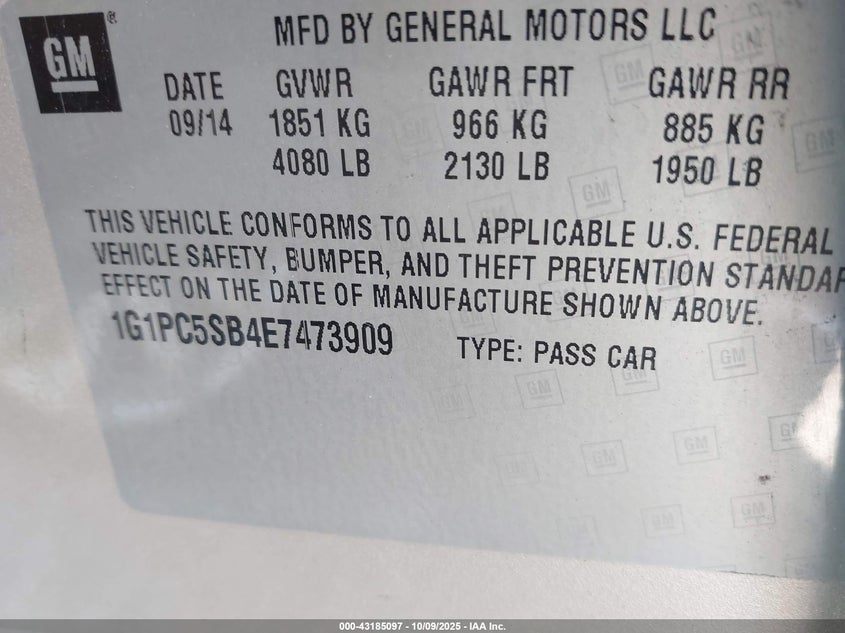 GM®
MFD BY GENERAL MOTORS LLC
DATE GVWR GAWR FRT GAWR RR
09/14 1851 KG 966 KG 885 KG
4080 LB 2130 LB 1950 LB
THIS VEHICLE CONFORMS TO ALL APPLICABLE U.S. FEDERAL
VEHICLE SAFETY, BUMPER, AND THEFT PREVENTION STANDAR
EFFECT ON THE DATE OF MANUFACTURE SHOWN ABOVE.
1G1PC5SB4E7473909 TYPE: PASS CAR
000-43185097 - 10/09/2025 - IAA Inc.